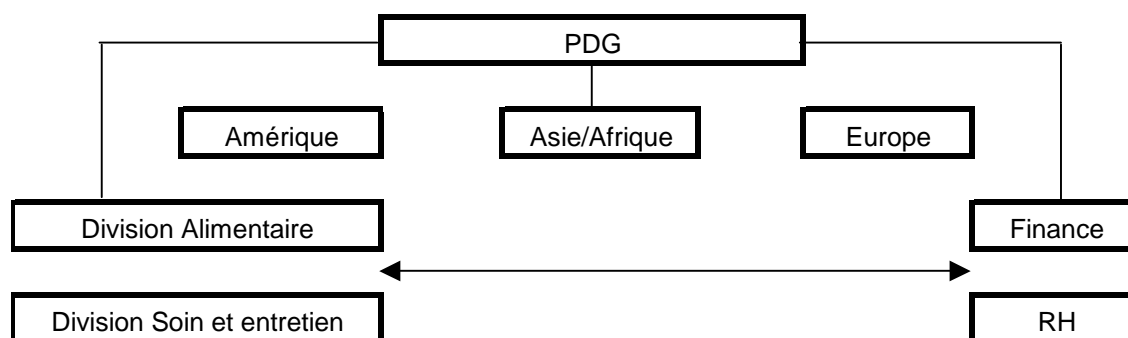 PDG
Amérique
Asie/Afrique
Europe
Division Alimentaire
Finance
Division Soin et entretien
RH